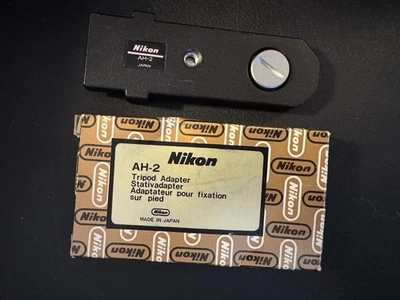 Nikon
AH-2
JAPAN
Nikon
AH-2
Tripod Adapter
Stativadapter
Adaptateur pour fixation
sur pied
Nikon
MADE IN JAPAN